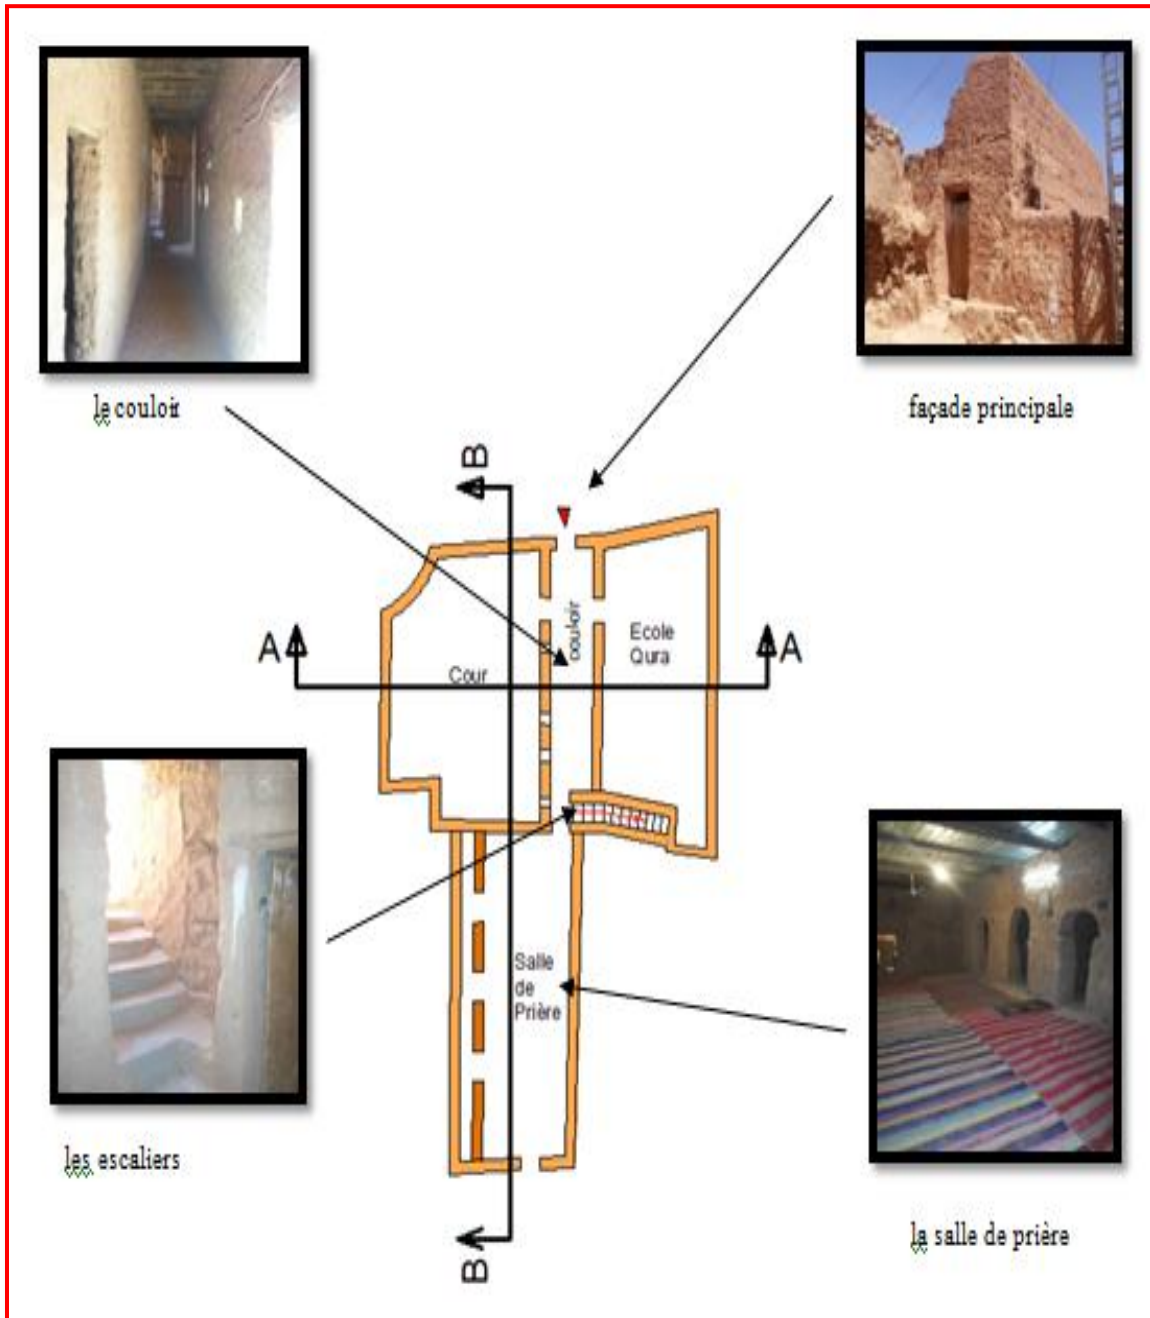 le couloir
façade principale
B
couloir
Ecole
Qura
A
A
Cour
Salle
de
Prière
les escaliers
la salle de prière
B